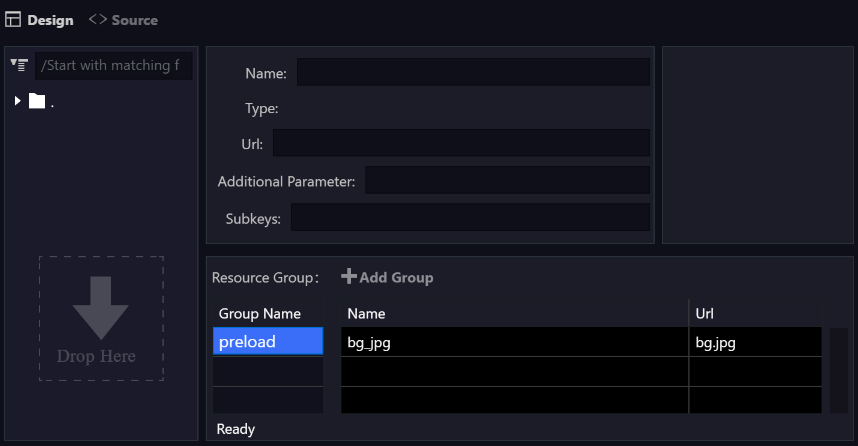 Design <> Source
/Start with matching f
.
Name:
Type:
Url:
Additional Parameter:
Subkeys:
Drop Here
Resource Group: Add Group
Group Name Name Url
preload bg_jpg bg.jpg
Ready